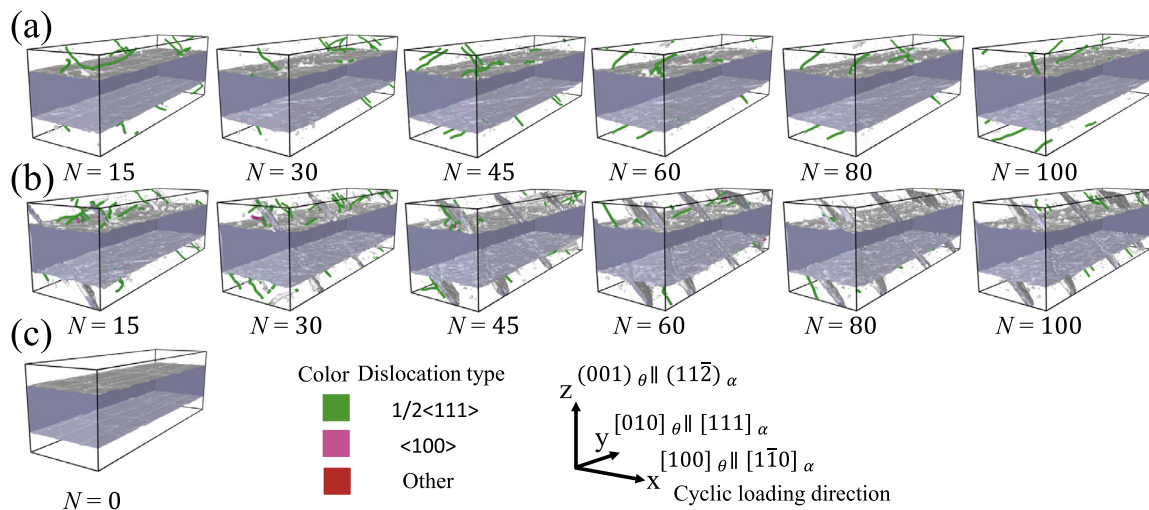 (a)
N = 15 N = 30 N = 45 N = 60 N = 80 N = 100
(b)
N = 15 N = 30 N = 45 N = 60 N = 80 N = 100
(c)
N = 0
Color Dislocation type
1/2<111>
<100>
Other
z (001) θ ∥ (112̅) α
y [010] θ ∥ [111] α
x [100] θ ∥ [11̅0] α
Cyclic loading direction